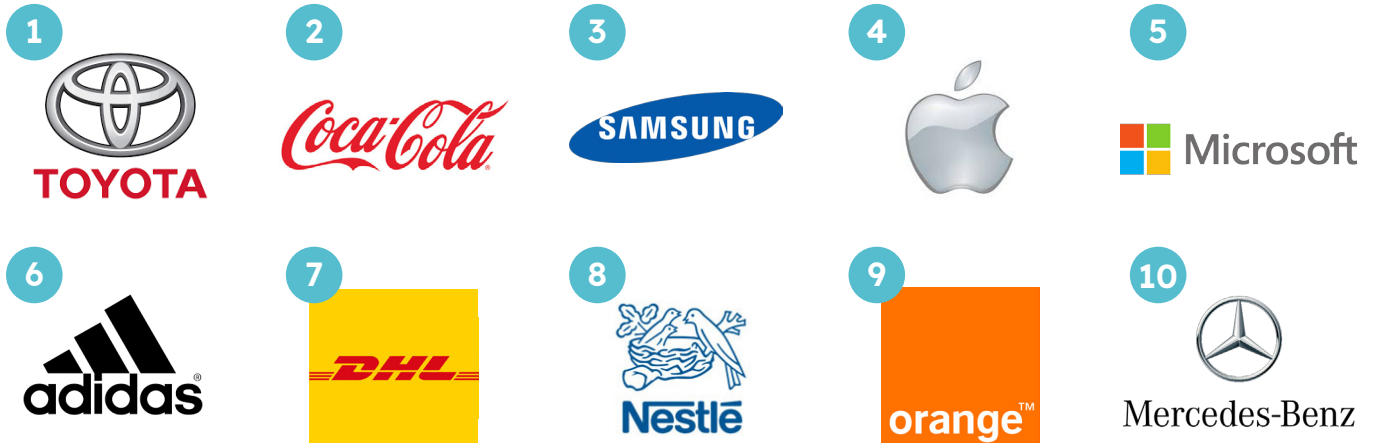 1
2
3
4
5
TOYOTA
Coca-Cola
®
SAMSUNG
Microsoft
6
7
8
9
10
adidas®
DHL
Nestlé
orange™
Mercedes-Benz